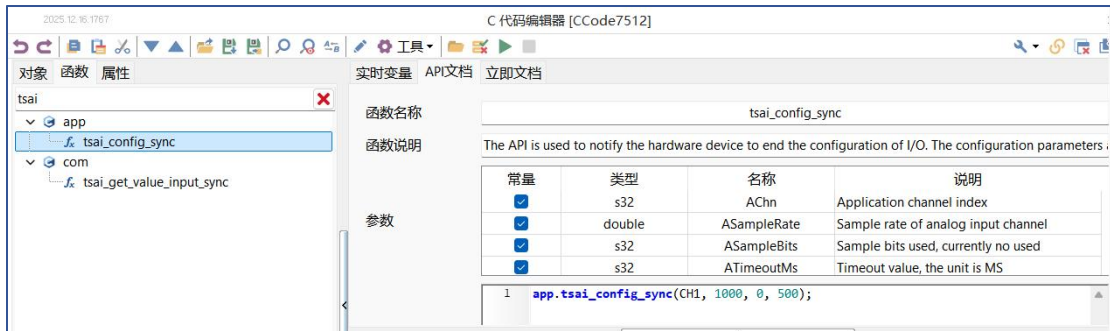 2025.12.16.1767
C 代码编辑器 [CCode7512]
工具
对象 函数 属性
实时变量 API文档 立即文档
tsai
app
fx tsai_config_sync
com
fx tsai_get_value_input_sync
函数名称 tsai_config_sync
函数说明 The API is used to notify the hardware device to end the configuration of I/O. The configuration parameters
参数
常量 类型 名称 说明
s32 AChn Application channel index
double ASampleRate Sample rate of analog input channel
s32 ASampleBits Sample bits used, currently no used
s32 ATimeoutMs Timeout value, the unit is MS
1 app.tsai_config_sync(CH1, 1000, 0, 500);